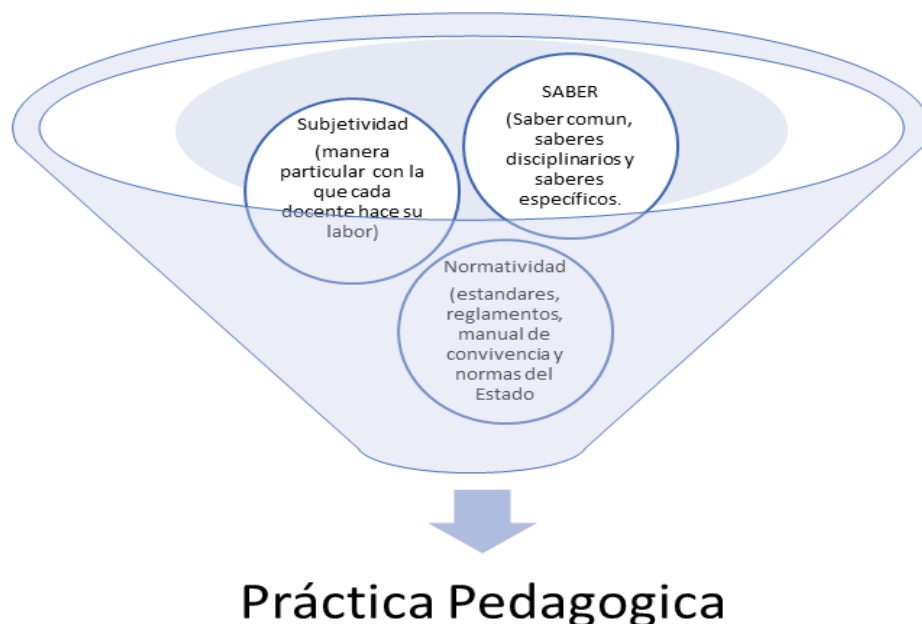 Subjetividad
(manera
particular con la
que cada
docente hace su
labor)
SABER
(Saber comun,
saberes
disciplinarios y
saberes
específicos.
Normatividad
(estandares,
reglamentos,
manual de
convivencia y
normas del
Estado
Práctica Pedagogica